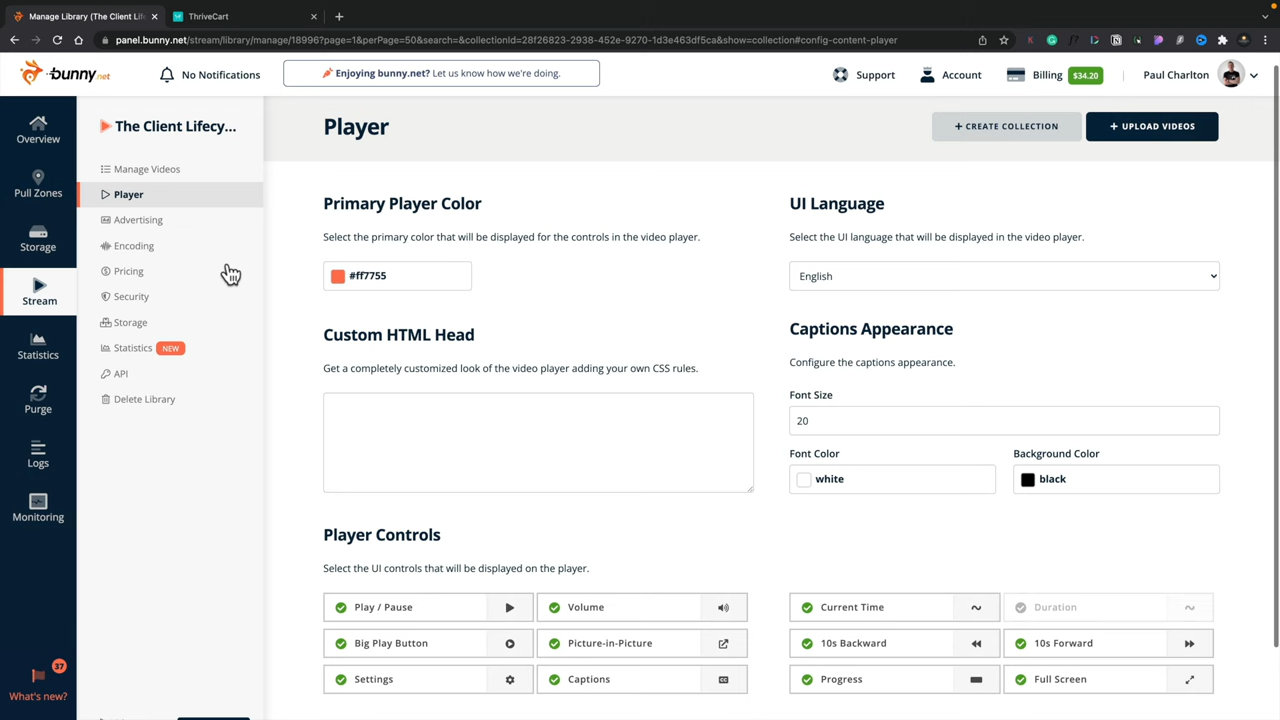 Manage Library (The Client Lif
ThriveCart
panel.bunny.net/stream/library/manage/18996?page=1&perPage=50&search=&collectionId=28f26823-2938-452e-9270-1d3e463df5ca&show=collection#config-content-player
bunny.net
No Notifications
Enjoying bunny.net? Let us know how we're doing.
Support
Account
Billing
$34.20
Paul Charlton
Overview
Pull Zones
Storage
Stream
Statistics
Purge
Logs
Monitoring
37
What's new?
The Client Lifecy...
Manage Videos
Player
Advertising
Encoding
Pricing
Security
Storage
Statistics NEW
API
Delete Library
Player
+ CREATE COLLECTION
+ UPLOAD VIDEOS
Primary Player Color
Select the primary color that will be displayed for the controls in the video player.
#ff7755
Custom HTML Head
Get a completely customized look of the video player adding your own CSS rules.
UI Language
Select the UI language that will be displayed in the video player.
English
Captions Appearance
Configure the captions appearance.
Font Size
20
Font Color
Background Color
white
black
Player Controls
Select the UI controls that will be displayed on the player.
Play / Pause
Volume
Current Time
Duration
Big Play Button
Picture-in-Picture
10s Backward
10s Forward
Settings
Captions
CC
Progress
Full Screen